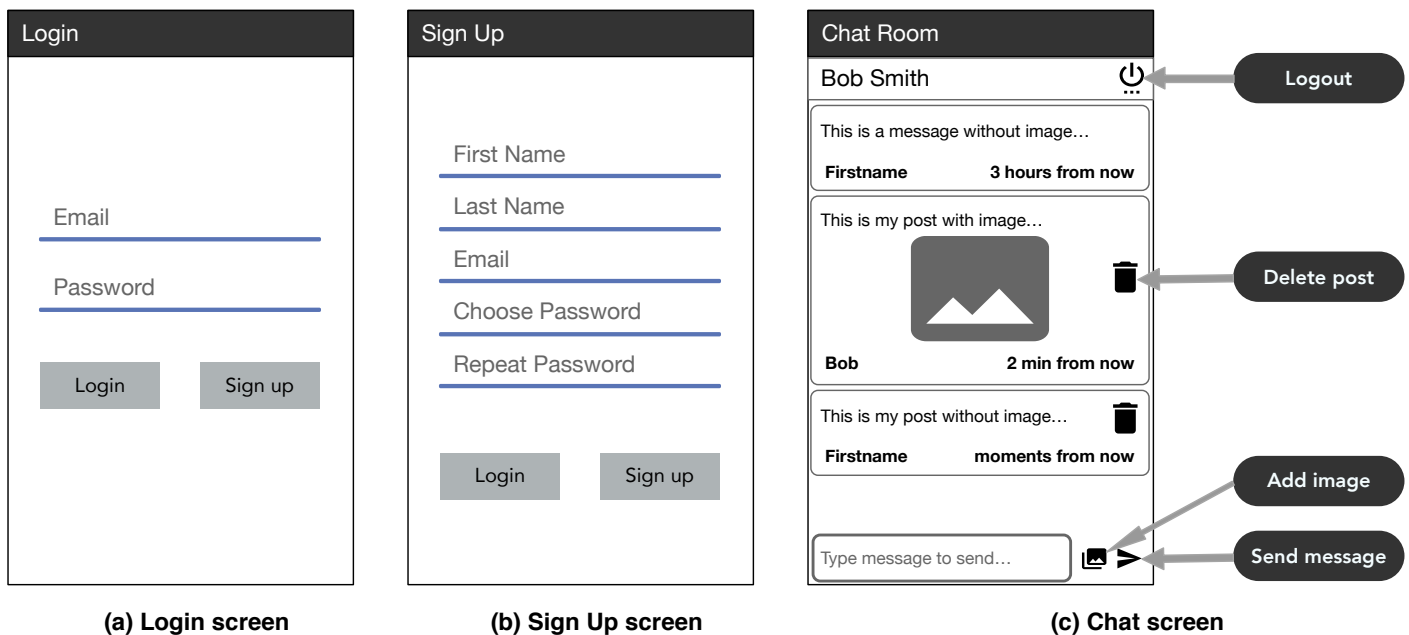 Login
Email
Password
Login
Sign up
(a) Login screen
Sign Up
First Name
Last Name
Email
Choose Password
Repeat Password
Login
Sign up
(b) Sign Up screen
Chat Room
Bob Smith
Logout
This is a message without image…
Firstname 3 hours from now
This is my post with image…
Delete post
Bob 2 min from now
This is my post without image…
Firstname moments from now
Add image
Type message to send…
Send message
(c) Chat screen